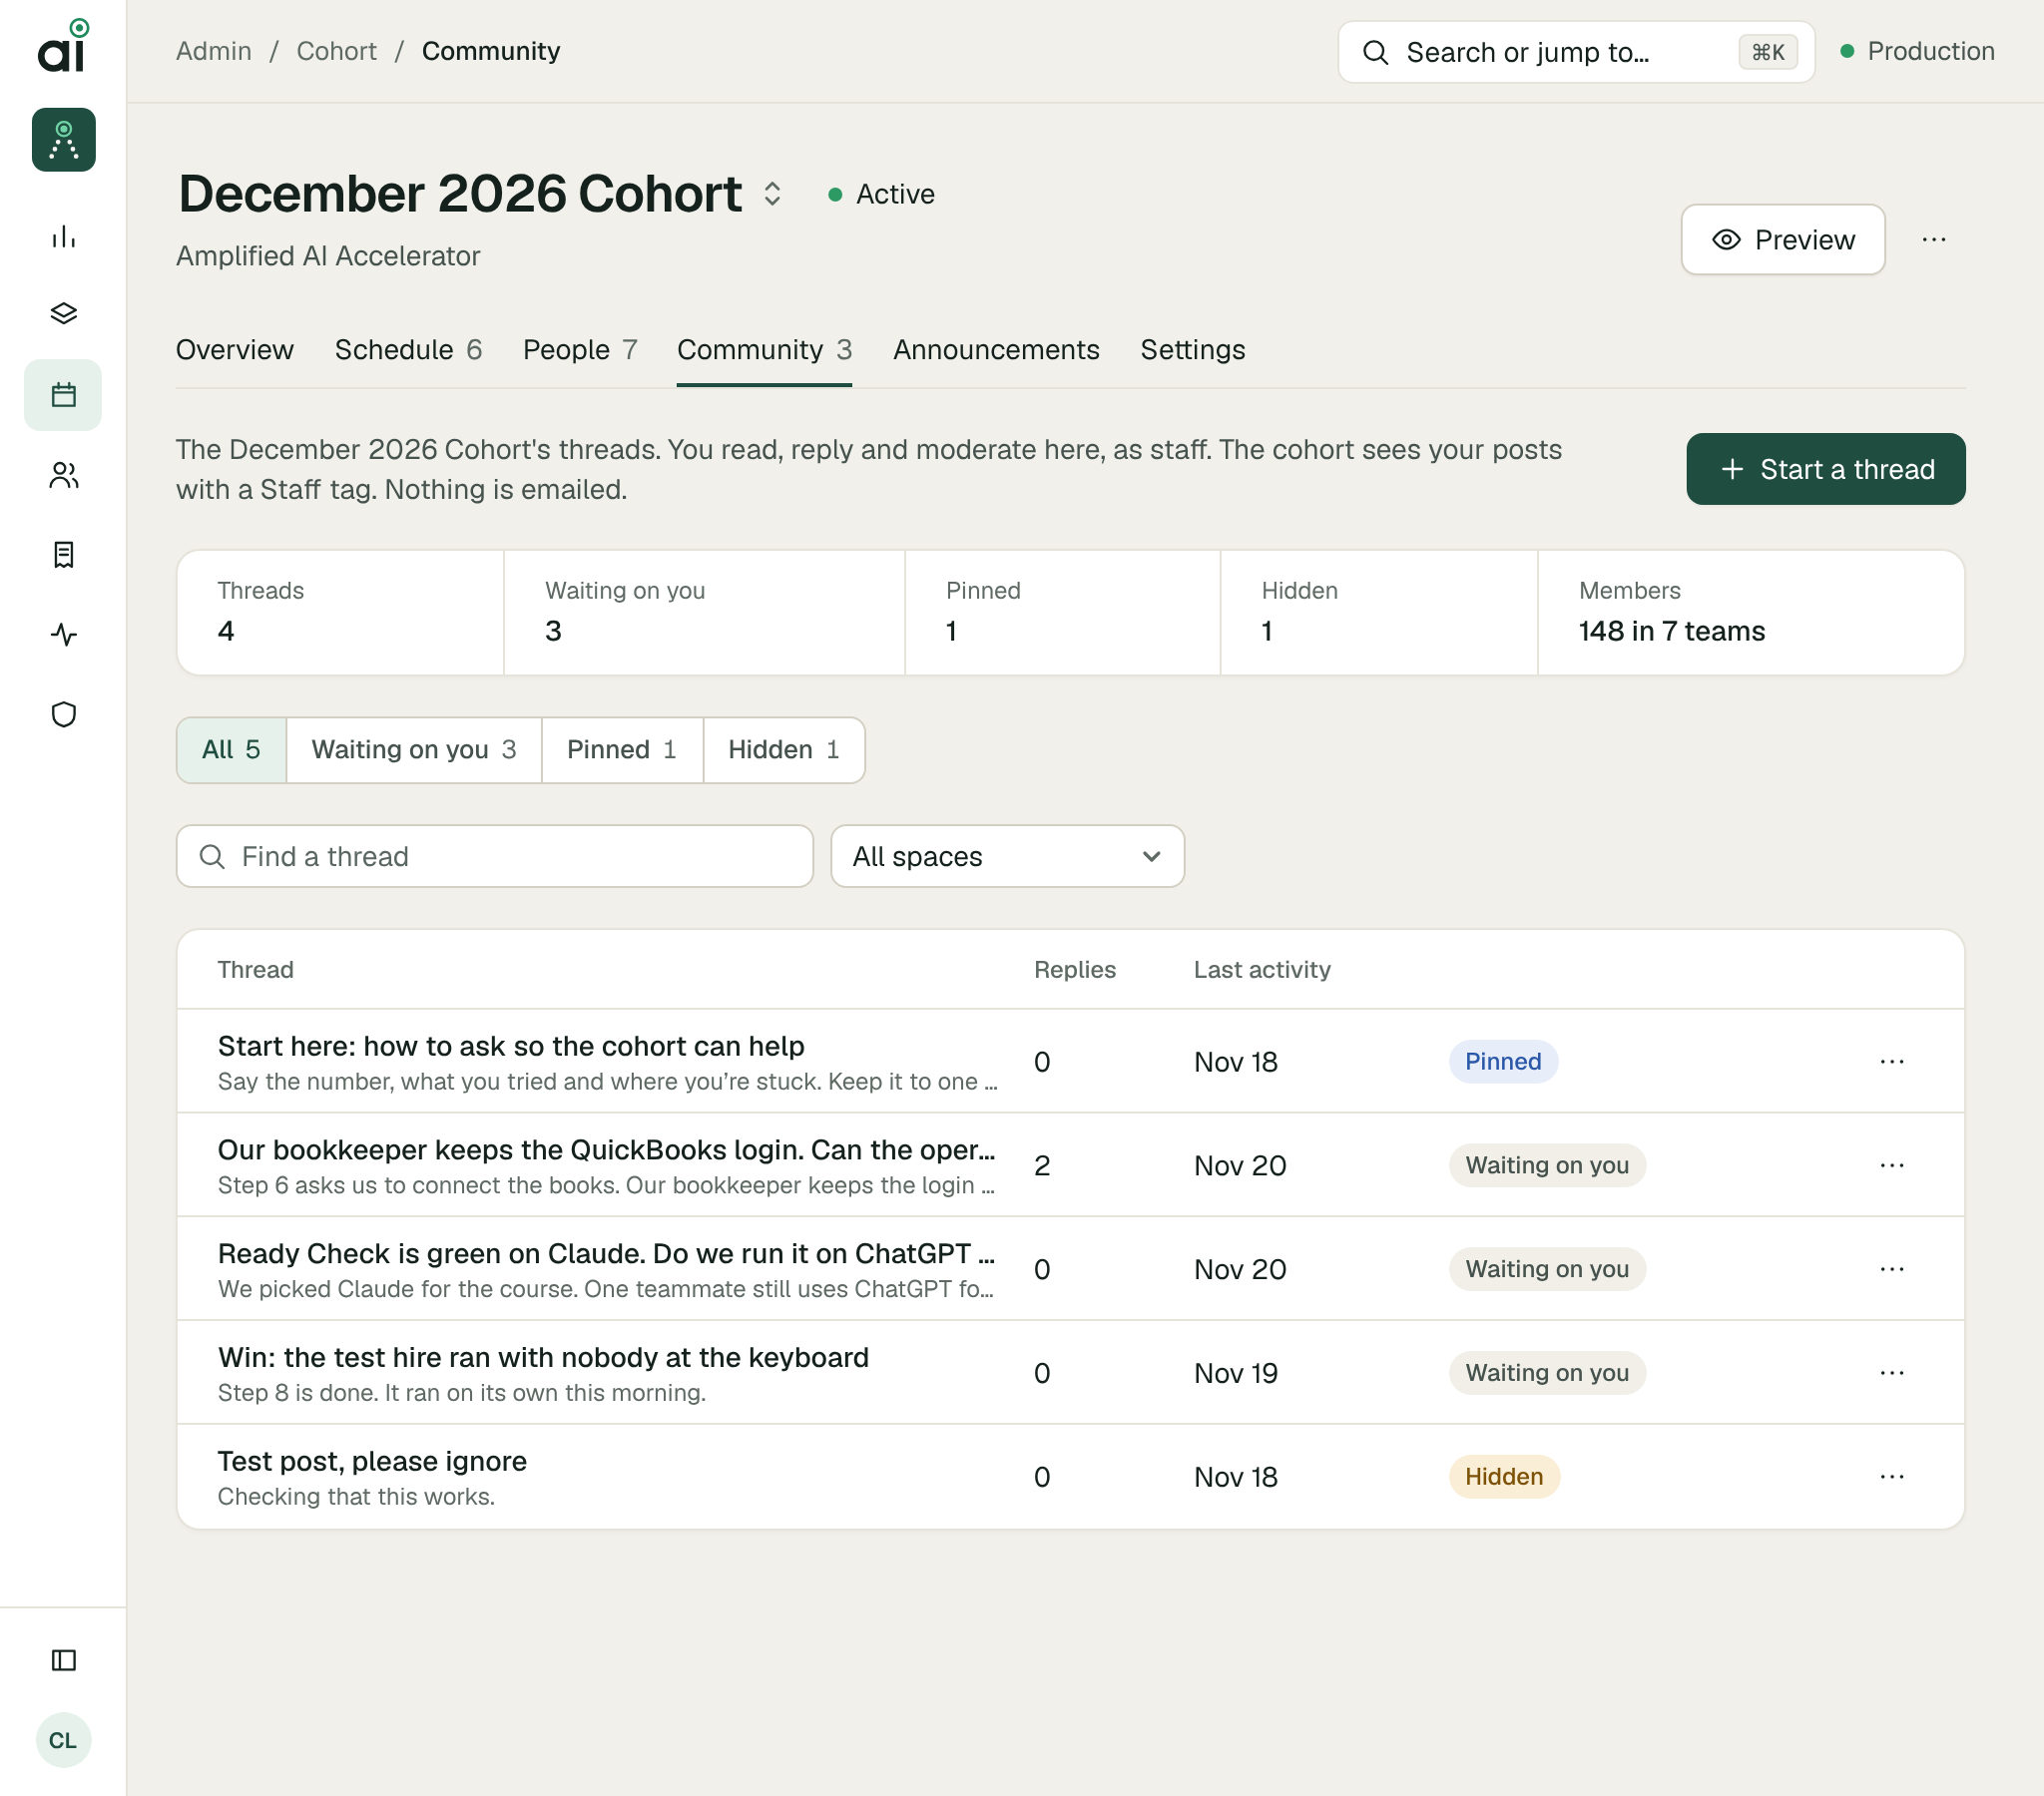 ai
Admin / Cohort / Community
Search or jump to...
⌘K
Production
December 2026 Cohort
Active
Amplified AI Accelerator
Preview
Overview
Schedule 6
People 7
Community 3
Announcements
Settings
The December 2026 Cohort's threads. You read, reply and moderate here, as staff. The cohort sees your posts
with a Staff tag. Nothing is emailed.
Start a thread
Threads
4
Waiting on you
3
Pinned
1
Hidden
1
Members
148 in 7 teams
All 5
Waiting on you 3
Pinned 1
Hidden 1
Find a thread
All spaces
Thread
Replies
Last activity
Start here: how to ask so the cohort can help
Say the number, what you tried and where you’re stuck. Keep it to one ...
0
Nov 18
Pinned
Our bookkeeper keeps the QuickBooks login. Can the oper...
Step 6 asks us to connect the books. Our bookkeeper keeps the login ...
2
Nov 20
Waiting on you
Ready Check is green on Claude. Do we run it on ChatGPT ...
We picked Claude for the course. One teammate still uses ChatGPT fo...
0
Nov 20
Waiting on you
Win: the test hire ran with nobody at the keyboard
Step 8 is done. It ran on its own this morning.
0
Nov 19
Waiting on you
Test post, please ignore
Checking that this works.
0
Nov 18
Hidden
CL